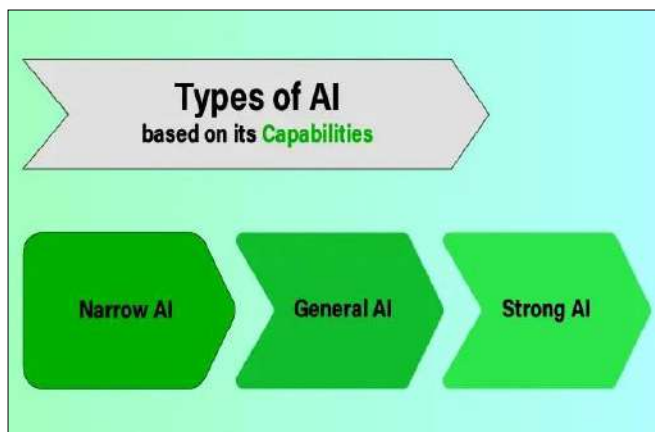 Types of AI
based on its Capabilities
Narrow AI
General AI
Strong AI